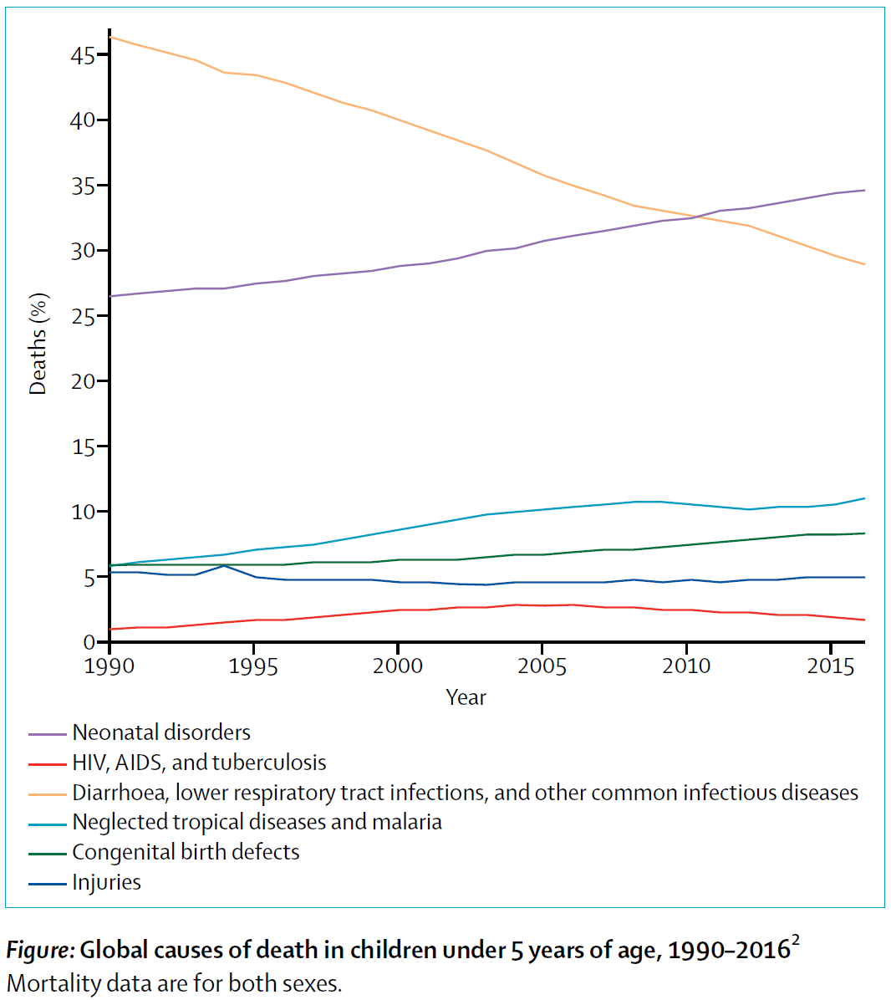 45
40
35
30
25
20
15
10
5
0
Deaths (%)
1990 1995 2000 2005 2010 2015
Year
Neonatal disorders
HIV, AIDS, and tuberculosis
Diarrhoea, lower respiratory tract infections, and other common infectious diseases
Neglected tropical diseases and malaria
Congenital birth defects
Injuries
Figure: Global causes of death in children under 5 years of age, 1990–2016²
Mortality data are for both sexes.